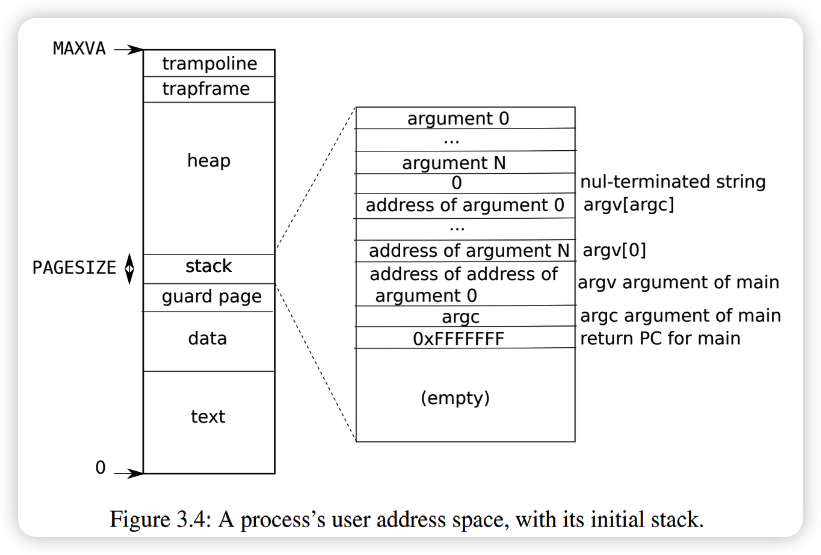 MAXVA
trampoline
trapframe
heap
PAGESIZE
stack
guard page
data
text
0
argument 0
...
argument N
0
nul-terminated string
address of argument 0
argv[argc]
...
address of argument N
argv[0]
address of address of
argument 0
argv argument of main
argc
argc argument of main
0xFFFFFFF
return PC for main
(empty)
Figure 3.4: A process's user address space, with its initial stack.